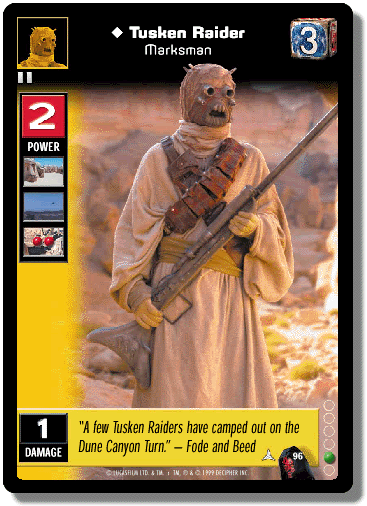 ◆ Tusken Raider
Marksman
3
2
POWER
1
DAMAGE
"A few Tusken Raiders have camped out on the
Dune Canyon Turn." – Fode and Beed
96
© LUCASFILM LTD. & TM. • TM, ® & © 1999 DECIPHER INC.